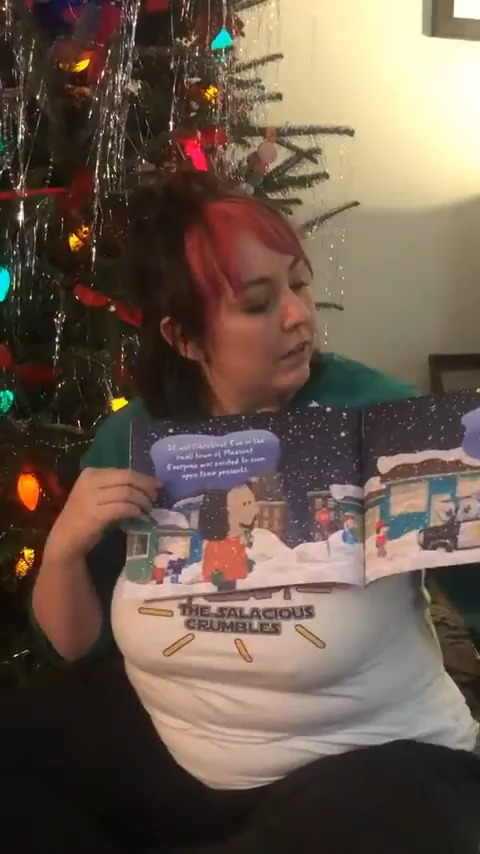 It was Christmas Eve in the
small town of Pleasant.
Everyone was excited to soon
open their presents.
THE SALACIOUS
CRUMBLES